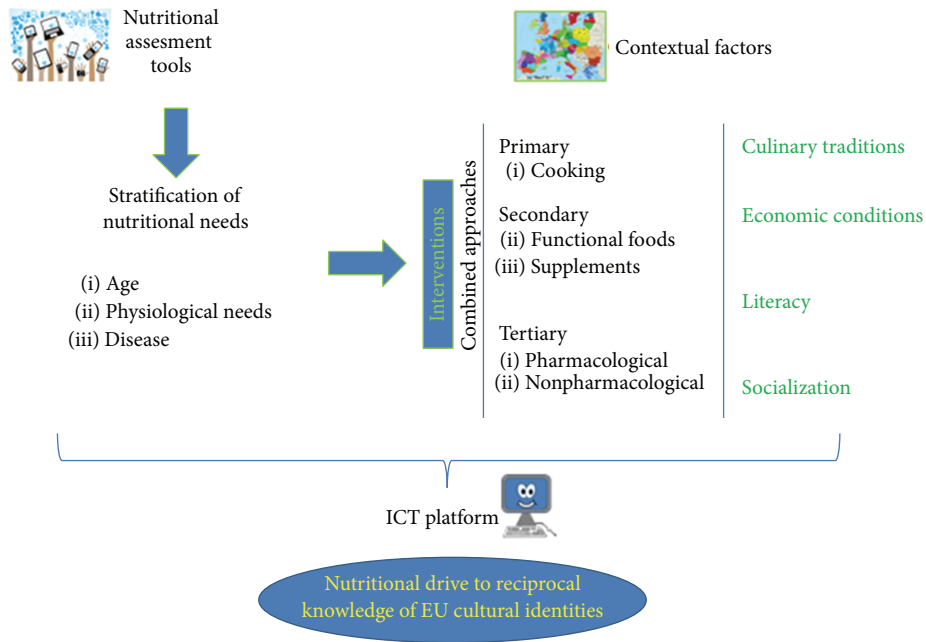 Nutritional
assesment
tools
Contextual factors
Stratification of
nutritional needs
(i) Age
(ii) Physiological needs
(iii) Disease
Interventions
Combined approaches
Primary
(i) Cooking
Secondary
(ii) Functional foods
(iii) Supplements
Tertiary
(i) Pharmacological
(ii) Nonpharmacological
Culinary traditions
Economic conditions
Literacy
Socialization
ICT platform
Nutritional drive to reciprocal
knowledge of EU cultural identities